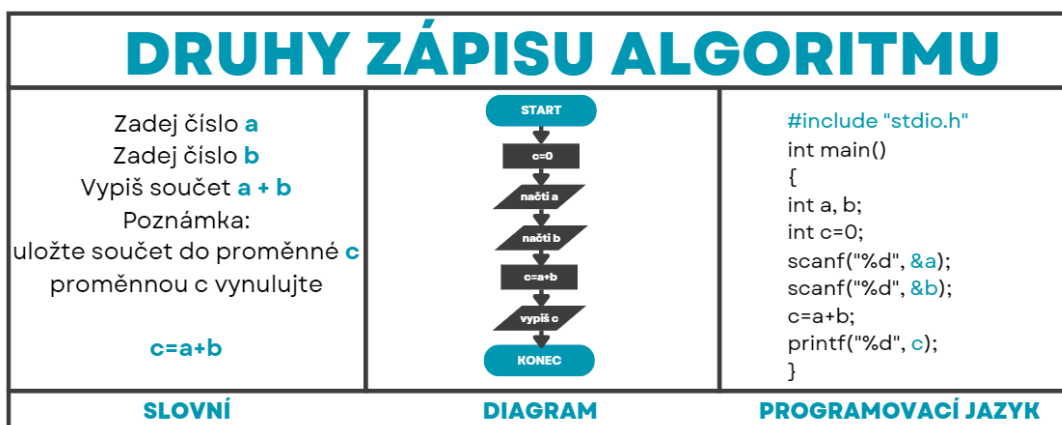 DRUHY ZÁPISU ALGORITMU
Zadej číslo a
Zadej číslo b
Vypiš součet a + b
Poznámka:
uložte součet do proměnné c
proměnnou c vynulujte
c=a+b
SLOVNÍ
START
c=0
načti a
načti b
c=a+b
vypiš c
KONEC
DIAGRAM
#include "stdio.h"
int main()
{
int a, b;
int c=0;
scanf("%d", &a);
scanf("%d", &b);
c=a+b;
printf("%d", c);
}
PROGRAMOVACÍ JAZYK